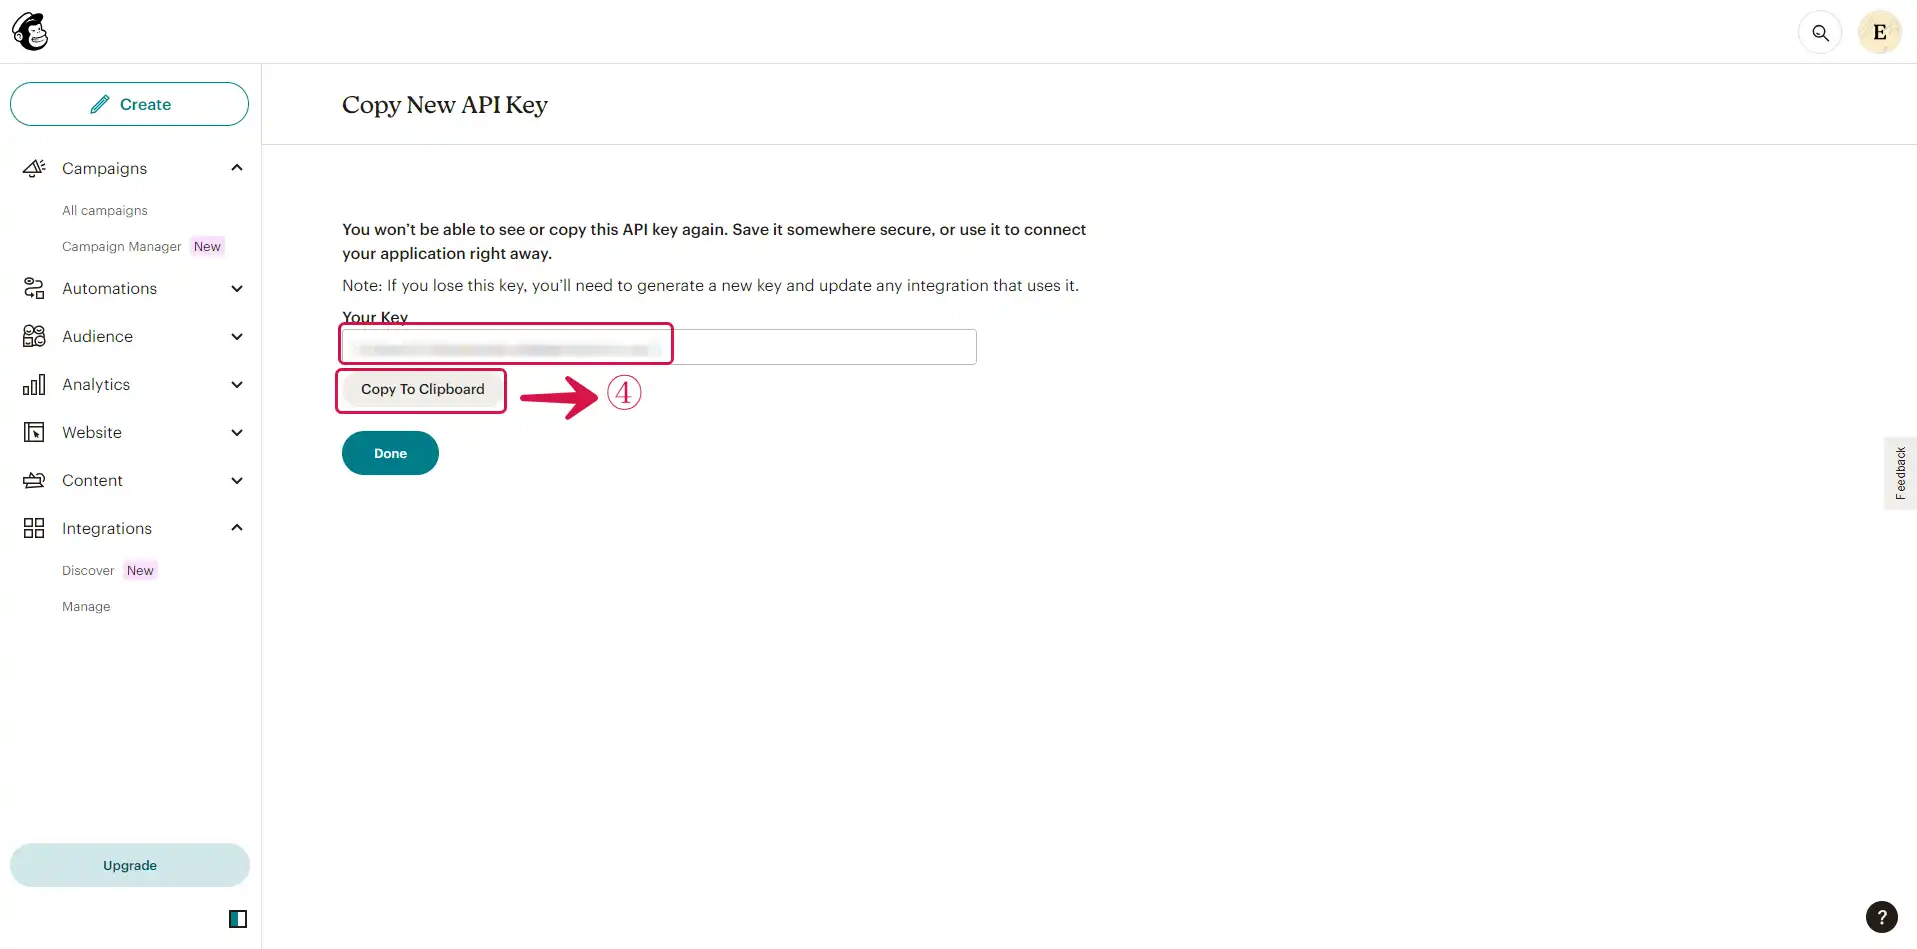 E
Create
Copy New API Key
Campaigns
All campaigns
Campaign Manager New
Automations
Audience
Analytics
Website
Content
Integrations
Discover New
Manage
Upgrade
You won’t be able to see or copy this API key again. Save it somewhere secure, or use it to connect
your application right away.
Note: If you lose this key, you’ll need to generate a new key and update any integration that uses it.
Your Key
Copy To Clipboard
④
Done
Feedback
?